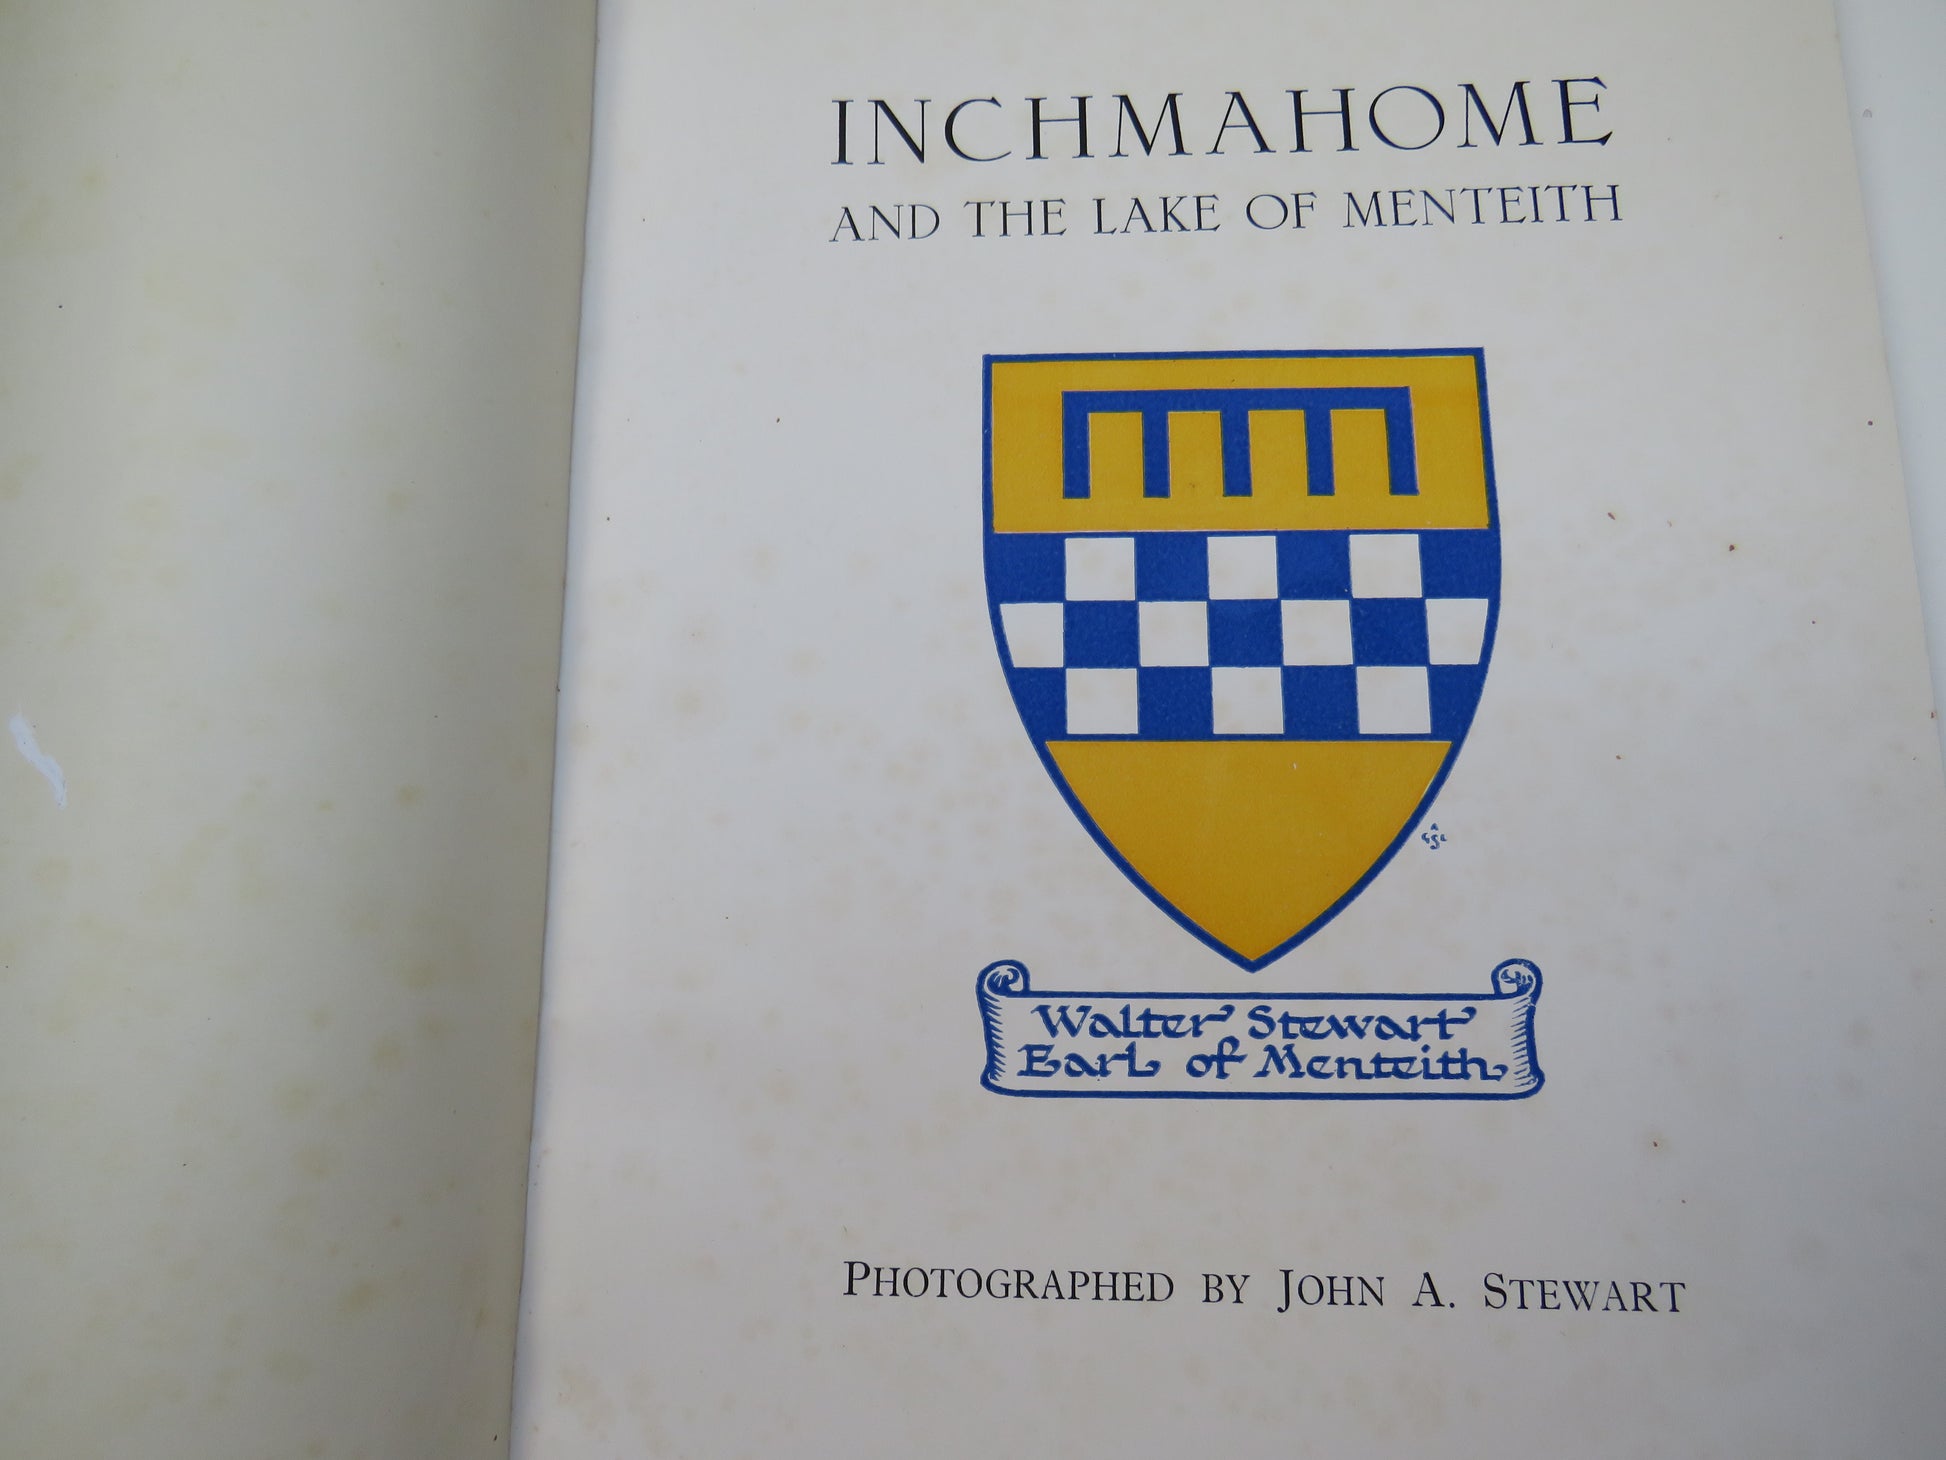 INCHMAHOME
AND THE LAKE OF MENTEITH
Walter Stewart
Earl of Menteith
PHOTOGRAPHED BY JOHN A. STEWART